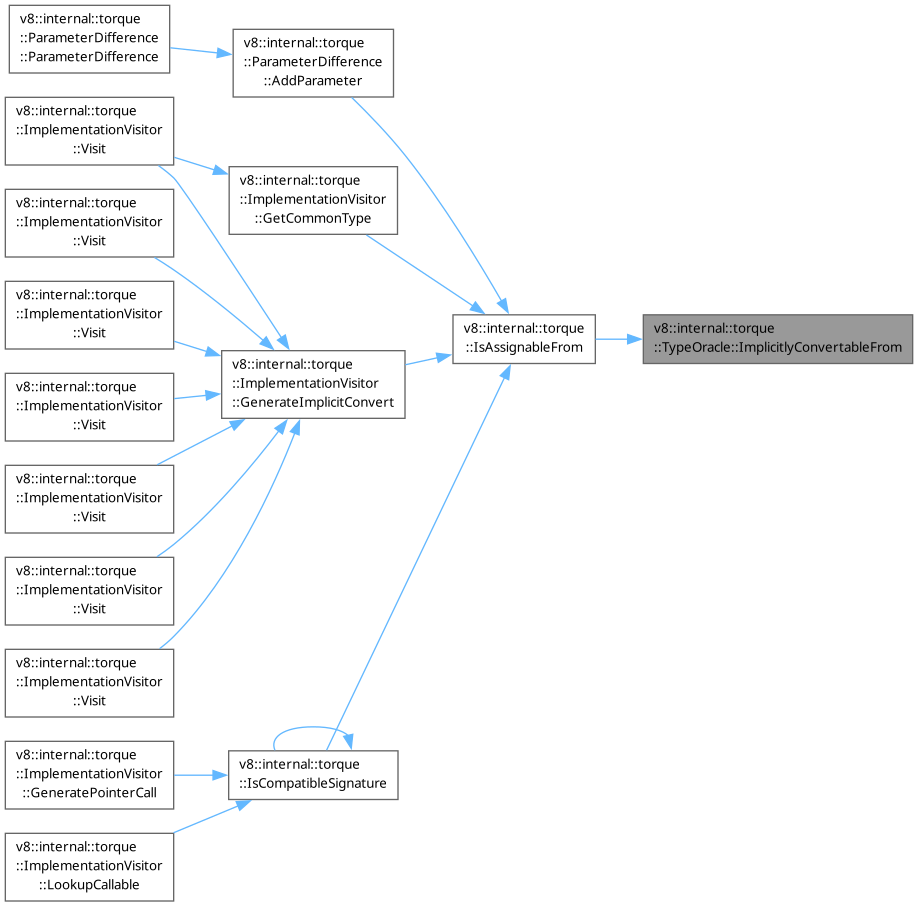 v8::internal::torque
::ParameterDifference
::ParameterDifference
v8::internal::torque
::ParameterDifference
::AddParameter
v8::internal::torque
::ImplementationVisitor
::Visit
v8::internal::torque
::ImplementationVisitor
::GetCommonType
v8::internal::torque
::ImplementationVisitor
::Visit
v8::internal::torque
::ImplementationVisitor
::Visit
v8::internal::torque
::IsAssignableFrom
v8::internal::torque
::TypeOracle::ImplicitlyConvertableFrom
v8::internal::torque
::ImplementationVisitor
::GenerateImplicitConvert
v8::internal::torque
::ImplementationVisitor
::Visit
v8::internal::torque
::ImplementationVisitor
::Visit
v8::internal::torque
::ImplementationVisitor
::Visit
v8::internal::torque
::ImplementationVisitor
::Visit
v8::internal::torque
::ImplementationVisitor
::GeneratePointerCall
v8::internal::torque
::IsCompatibleSignature
v8::internal::torque
::ImplementationVisitor
::LookupCallable